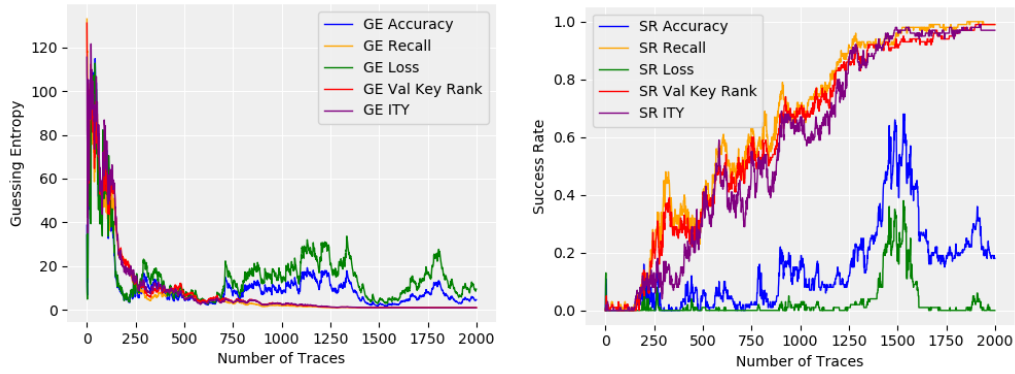 GE Accuracy
GE Recall
GE Loss
GE Val Key Rank
GE ITY
Guessing Entropy
120
100
80
60
40
20
0
0 250 500 750 1000 1250 1500 1750 2000
Number of Traces
SR Accuracy
SR Recall
SR Loss
SR Val Key Rank
SR ITY
Success Rate
1.0
0.8
0.6
0.4
0.2
0.0
0 250 500 750 1000 1250 1500 1750 2000
Number of Traces